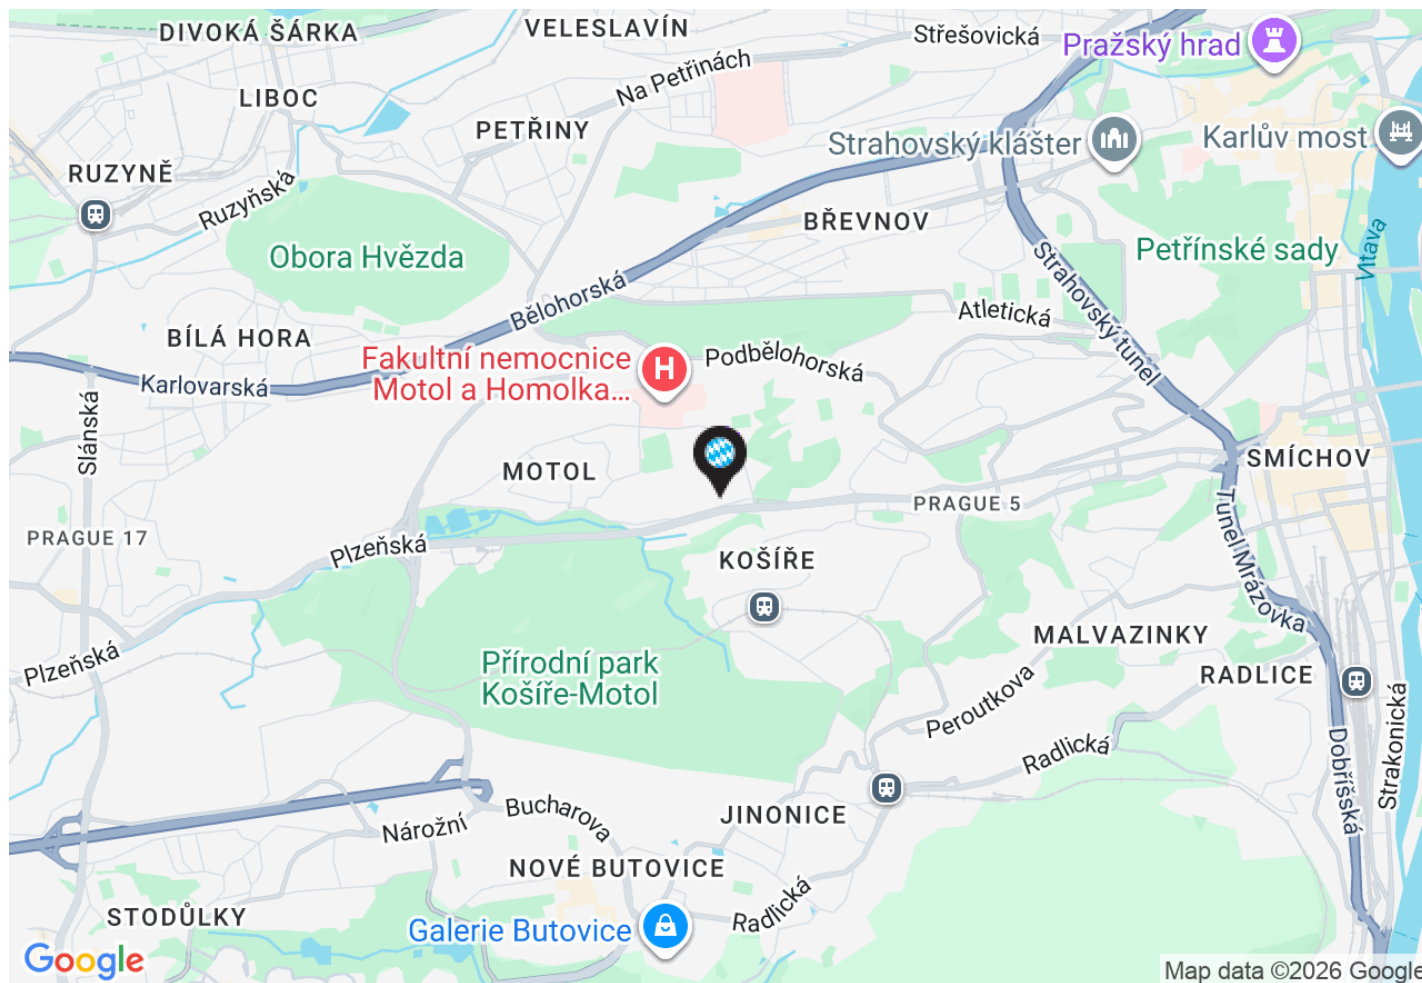 DIVOKÁ ŠÁRKA
VELESLAVÍN
Střešovická
Pražský hrad
LIBOC
Na Petřinách
PETŘINY
Strahovský klášter
Karlův most
RUZYNĚ
Ruzyňská
BŘEVNOV
Obora Hvězda
Petřínské sady
Vltava
Bělohorská
Strahovský tunel
Atletická
BÍLÁ HORA
Fakultní nemocnice
Motol a Homolka...
H
Podbělohorská
Karlovarská
Slánská
MOTOL
SMÍCHOV
PRAGUE 5
PRAGUE 17
Plzeňská
Tunel Mrázovka
KOŠÍŘE
MALVAZINKY
Plzeňská
Přírodní park
Košíře-Motol
RADLICE
Peroutkova
Radlická
Dobříšská
Strakonická
Nárožní
Bucharova
JINONICE
NOVÉ BUTOVICE
STODŮLKY
Radlická
Galerie Butovice
Google
Map data ©2026 Google